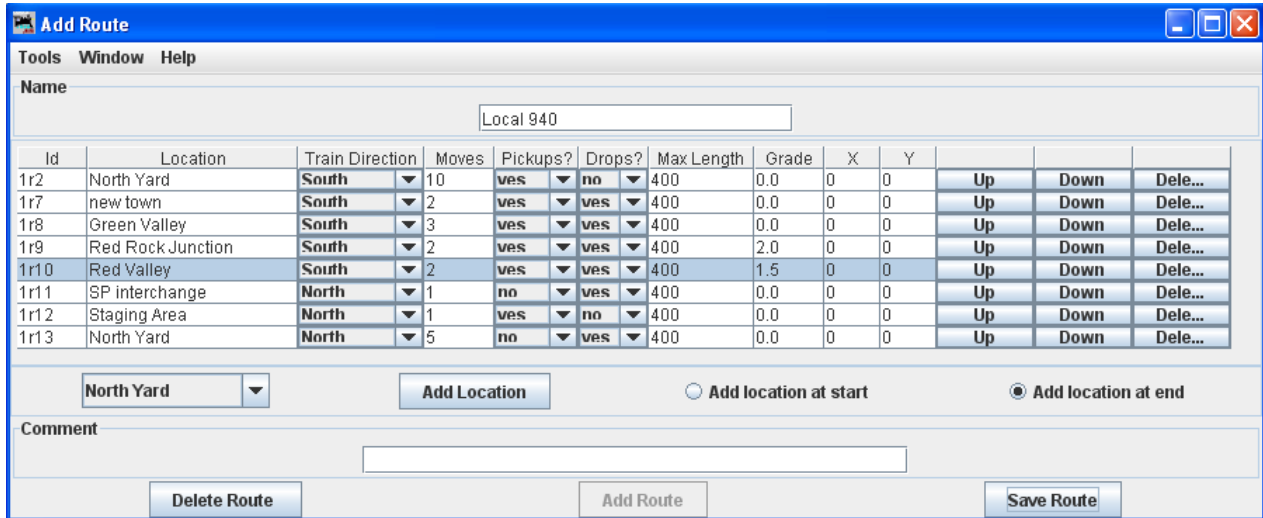 Add Route
Tools Window Help
Name
Local 940
Id Location Train Direction Moves Pickups? Drops? Max Length Grade X Y
1r2 North Yard South 10 yes no 400 0.0 0 0 Up Down Dele...
1r7 new town South 2 yes yes 400 0.0 0 0 Up Down Dele...
1r8 Green Valley South 3 yes yes 400 0.0 0 0 Up Down Dele...
1r9 Red Rock Junction South 2 yes yes 400 2.0 0 0 Up Down Dele...
1r10 Red Valley South 2 yes yes 400 1.5 0 0 Up Down Dele...
1r11 SP interchange North 1 no yes 400 0.0 0 0 Up Down Dele...
1r12 Staging Area North 1 yes no 400 0.0 0 0 Up Down Dele...
1r13 North Yard North 5 no yes 400 0.0 0 0 Up Down Dele...
North Yard Add Location Add location at start Add location at end
Comment
Delete Route Add Route Save Route